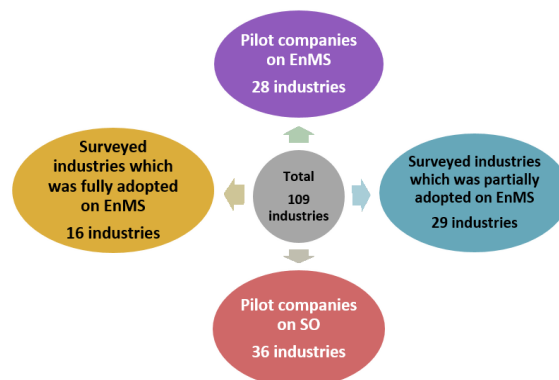 Pilot companies
on EnMS
28 industries
Surveyed
industries which
was fully adopted
on EnMS
16 industries
Total
109
industries
Surveyed industries
which was partially
adopted on EnMS
29 industries
Pilot companies
on SO
36 industries